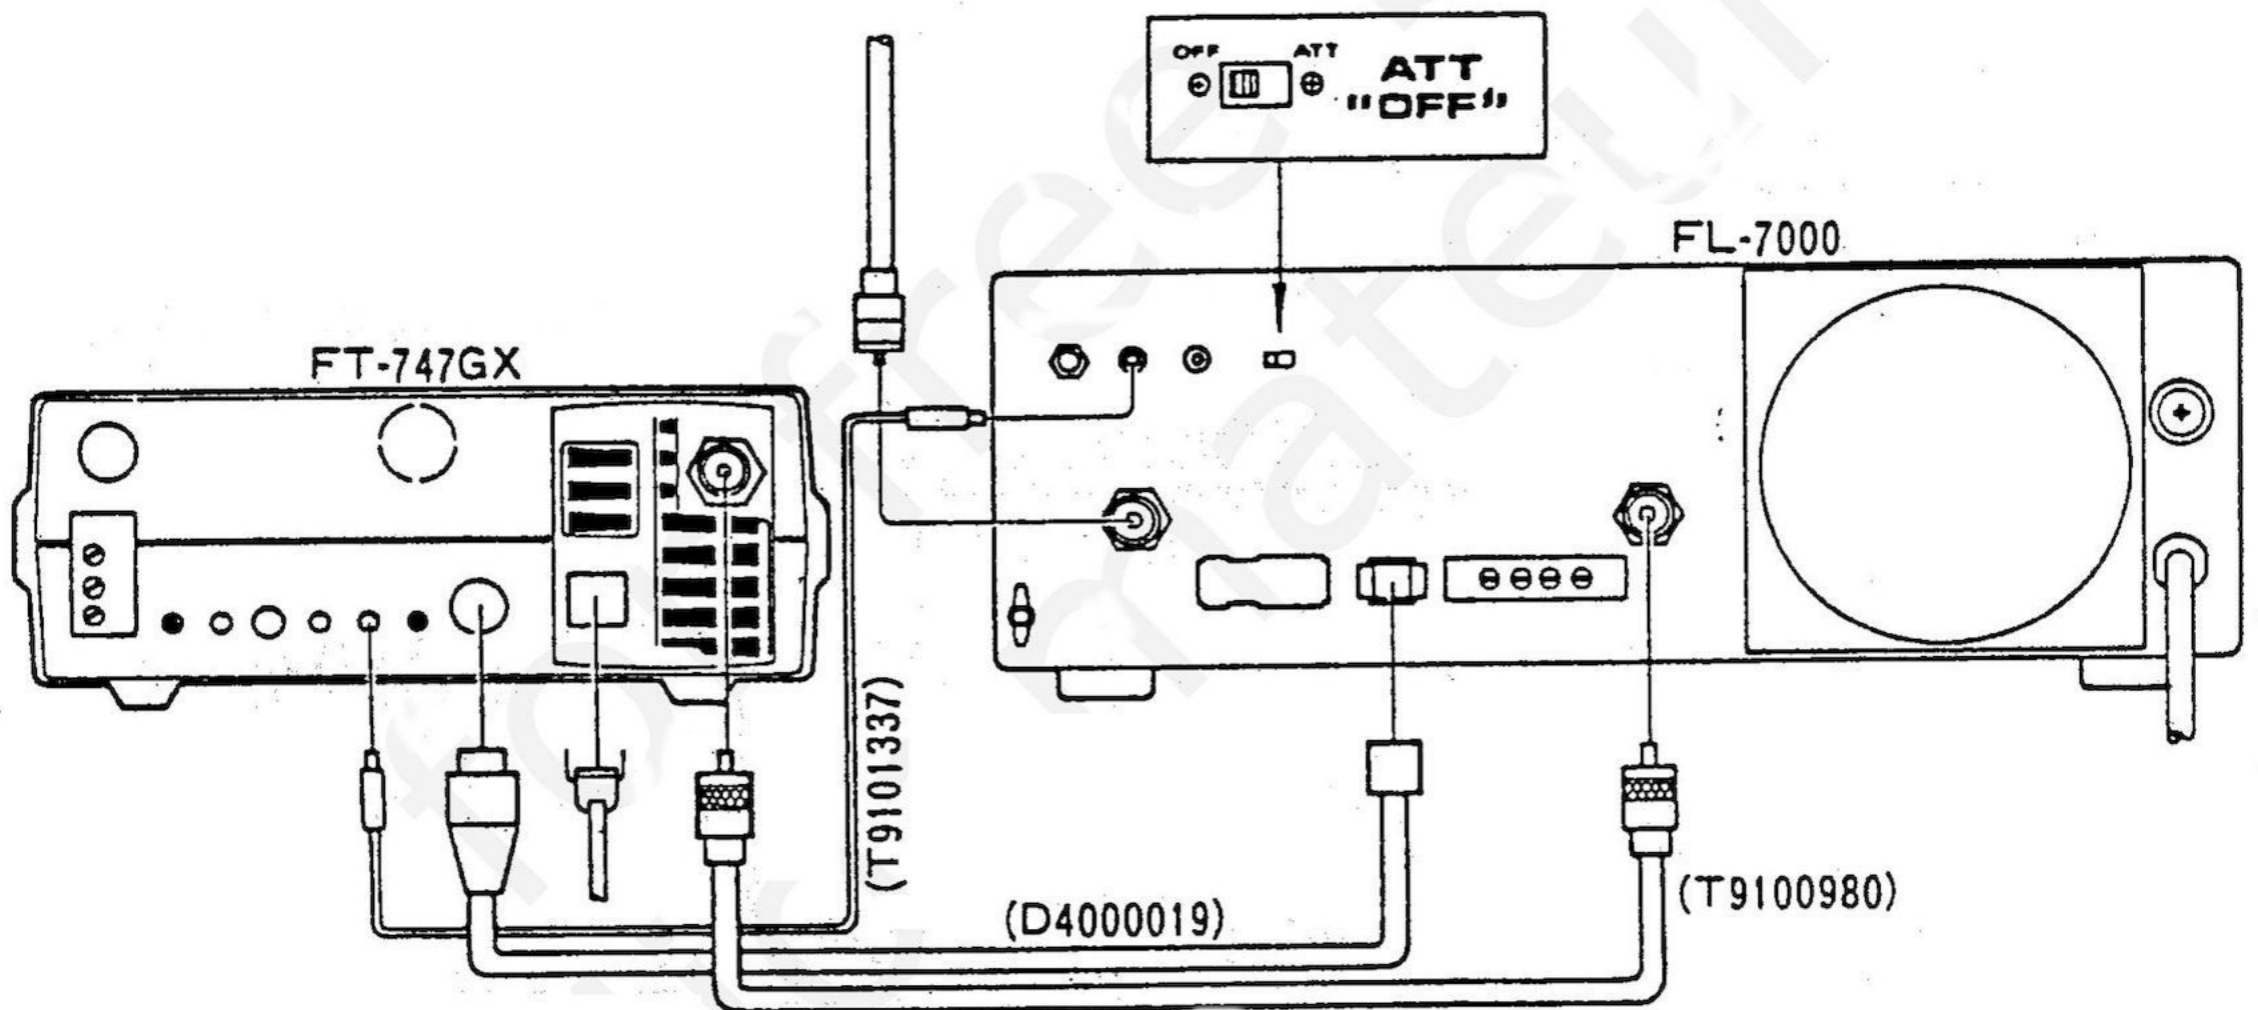 OFF ATT
ATT
"OFF"
FL-7000
FT-747GX
(T9101337)
(D4000019)
(T9100980)